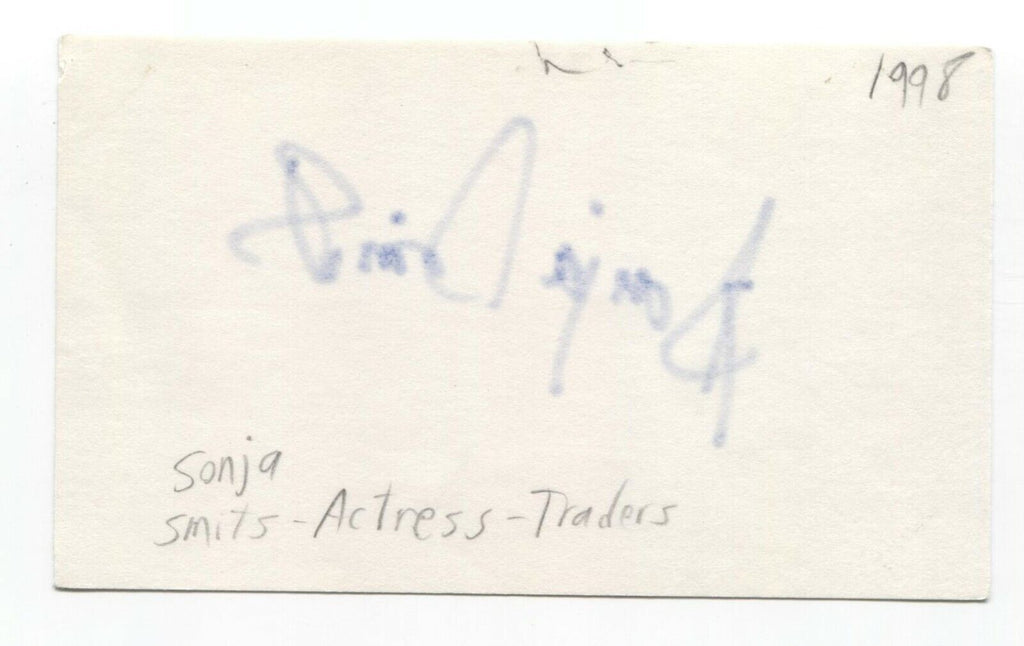 1998
Sonja
Smits - Actress - Traders